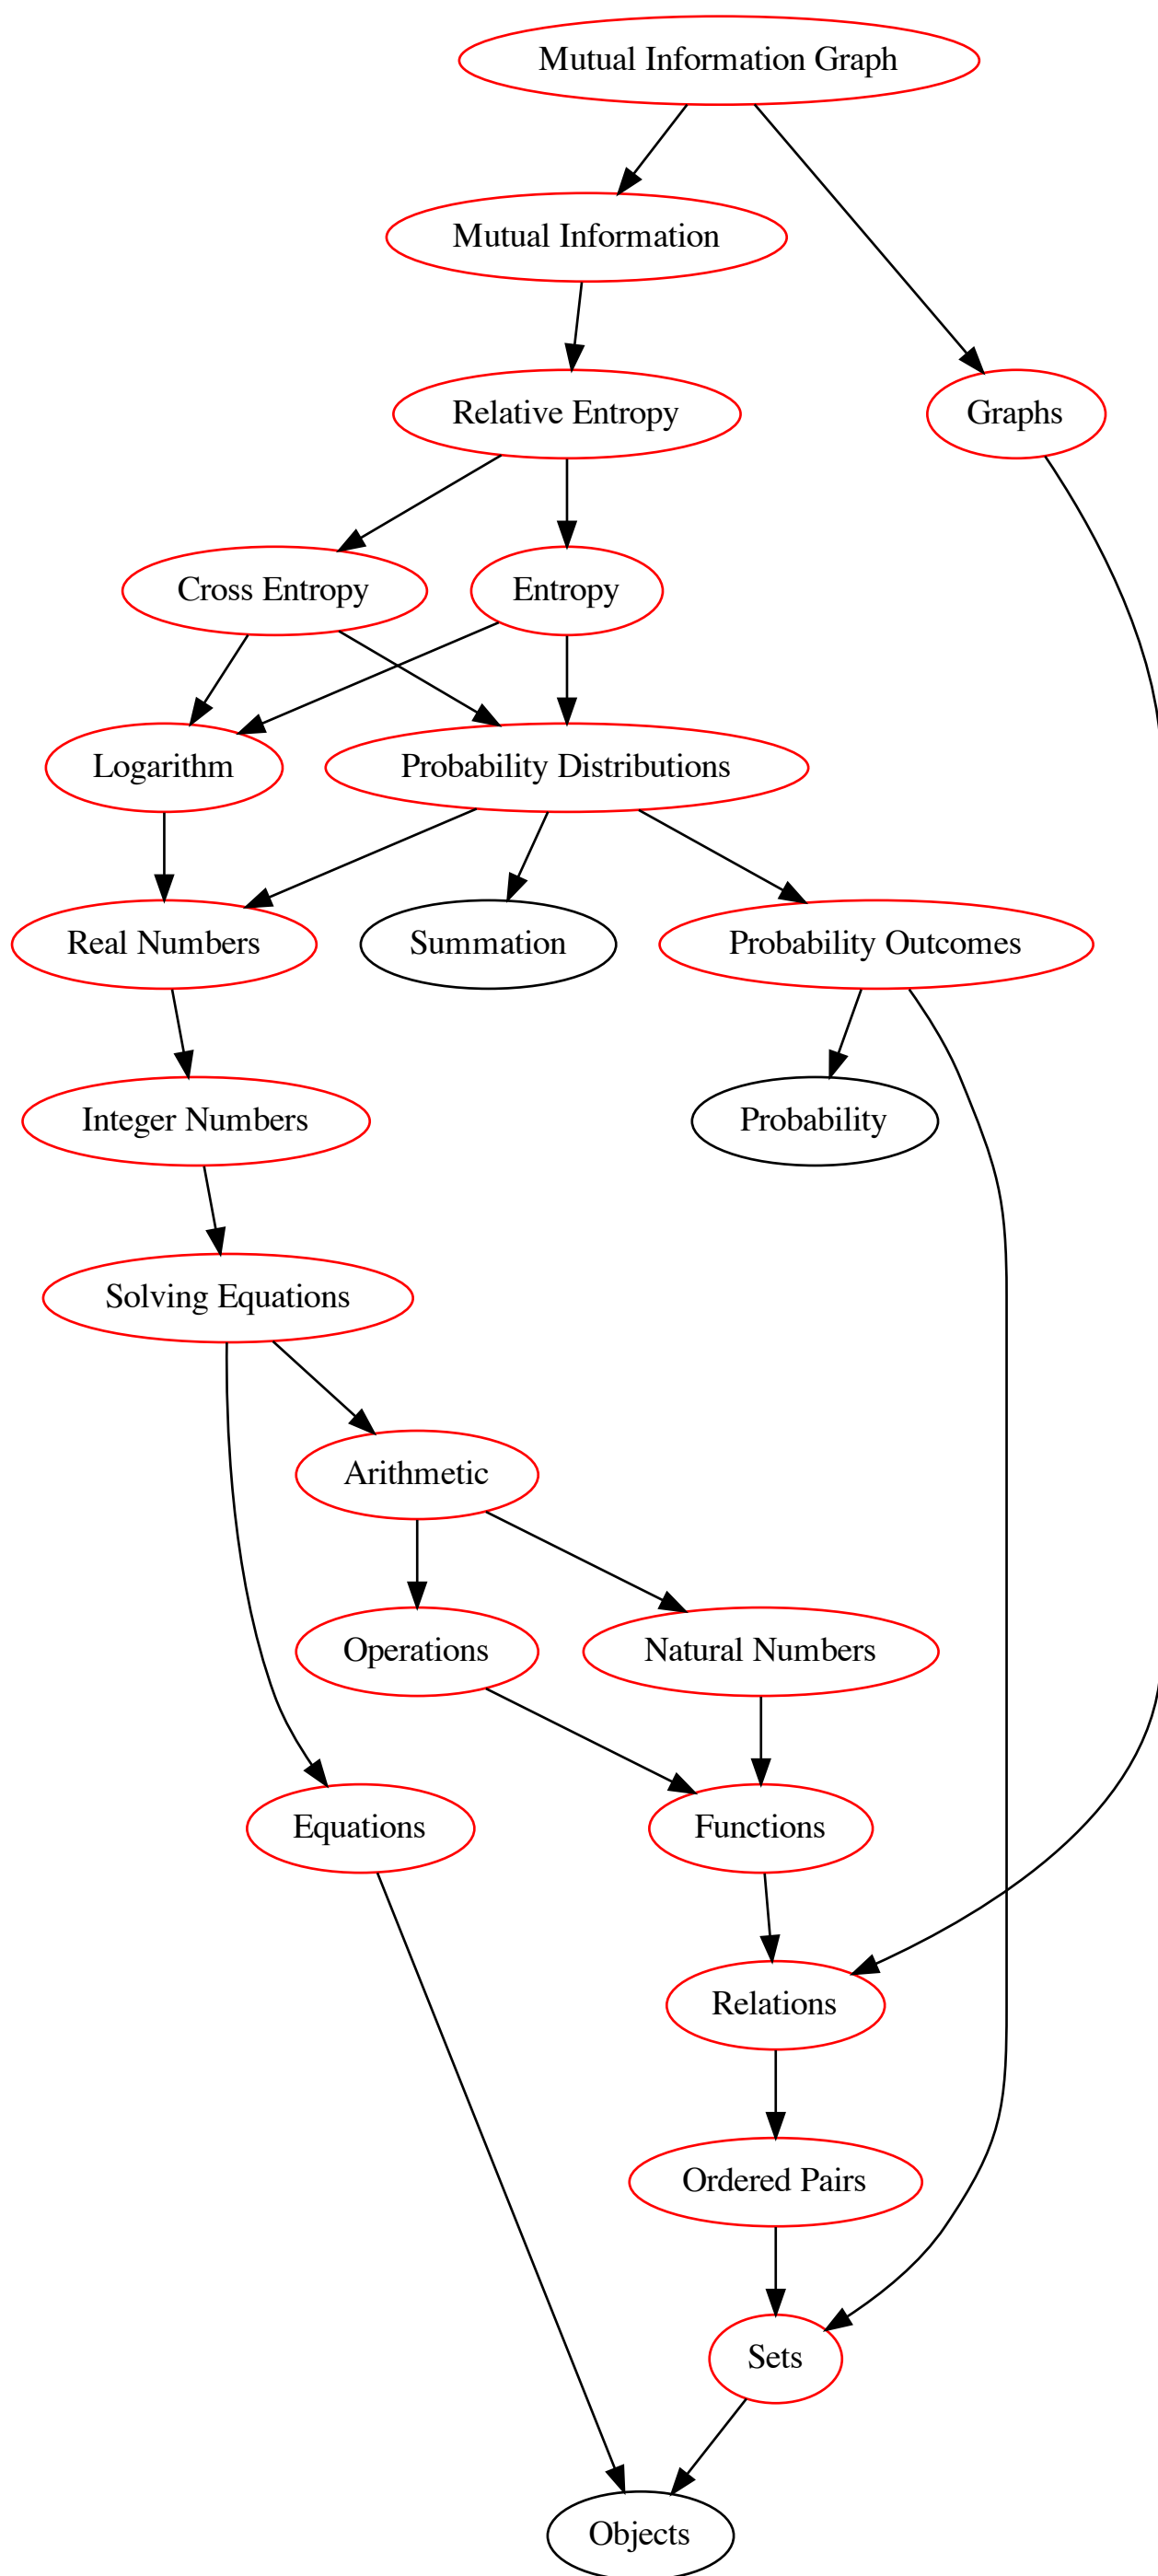 Mutual Information Graph
Mutual Information
Relative Entropy
Graphs
Cross Entropy
Entropy
Logarithm
Probability Distributions
Real Numbers
Summation
Probability Outcomes
Integer Numbers
Probability
Solving Equations
Arithmetic
Operations
Natural Numbers
Equations
Functions
Relations
Ordered Pairs
Sets
Objects